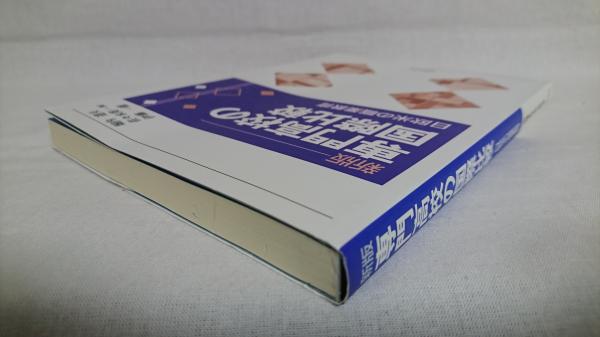 新版
専門高校の
国際比較
日欧米の職業教育
新版 専門高校の国際比較